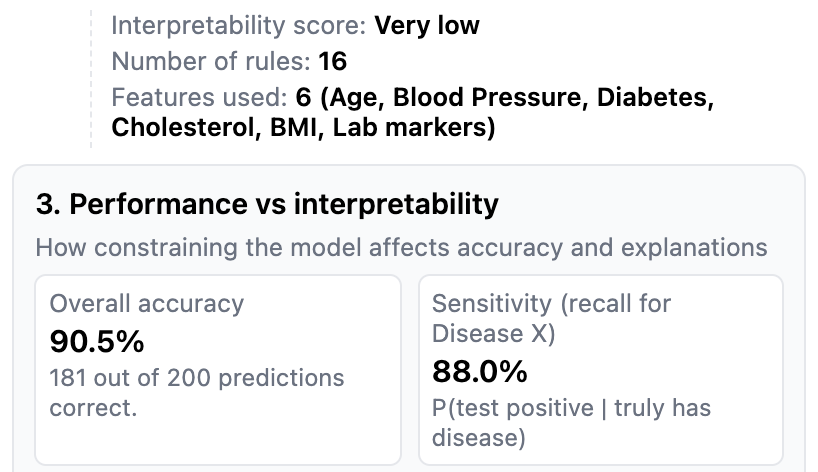 Interpretability score: Very low
Number of rules: 16
Features used: 6 (Age, Blood Pressure, Diabetes,
Cholesterol, BMI, Lab markers)
3. Performance vs interpretability
How constraining the model affects accuracy and explanations
Overall accuracy
90.5%
181 out of 200 predictions
correct.
Sensitivity (recall for
Disease X)
88.0%
P(test positive | truly has
disease)